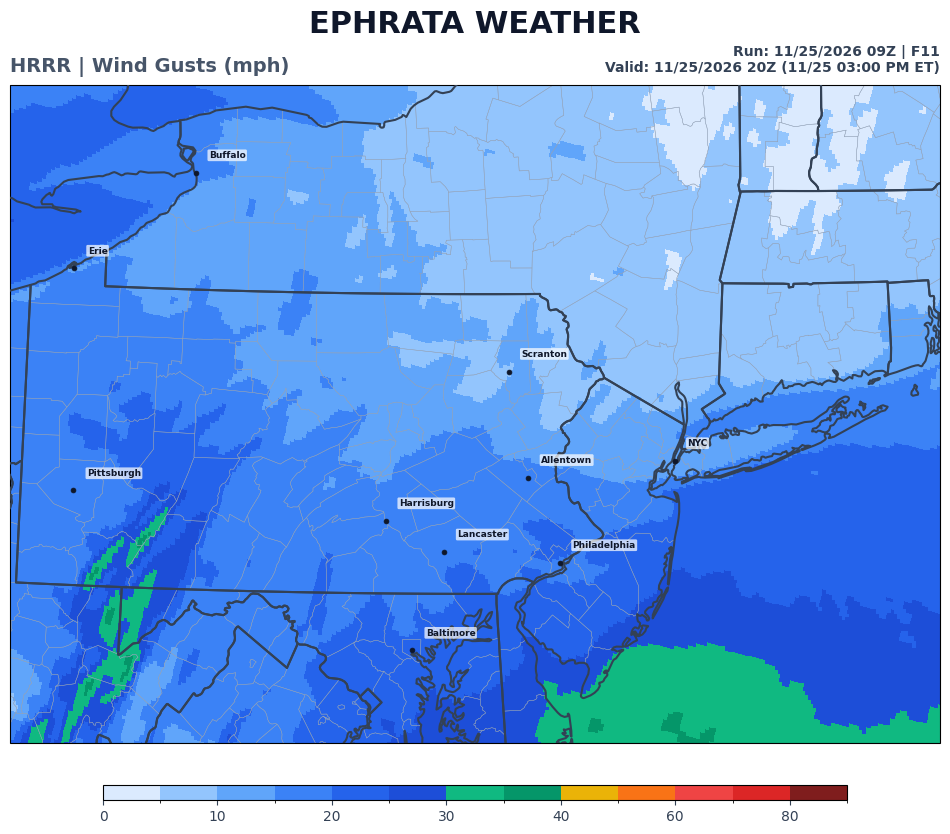 EPHRATA WEATHER
HRRR | Wind Gusts (mph)
Run: 11/25/2026 09Z | F11
Valid: 11/25/2026 20Z (11/25 03:00 PM ET)
Buffalo
Erie
Scranton
NYC
Allentown
Pittsburgh
Harrisburg
Lancaster
Philadelphia
Baltimore
0 10 20 30 40 50 60 70 80